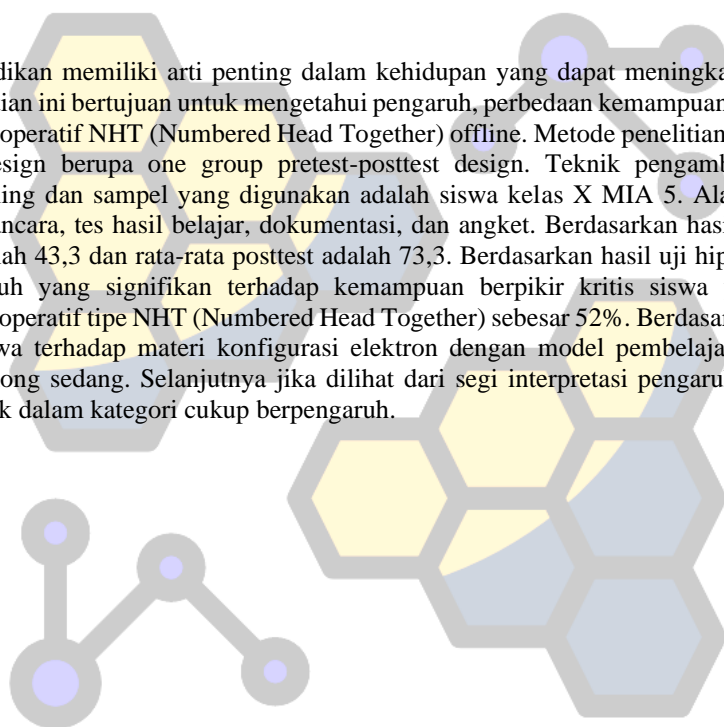 dikan memiliki arti penting dalam kehidupan yang dapat meningka
tian ini bertujuan untuk mengetahui pengaruh, perbedaan kemampuan
operatif NHT (Numbered Head Together) offline. Metode penelitian
esign berupa one group pretest-posttest design. Teknik pengamb
ling dan sampel yang digunakan adalah siswa kelas X MIA 5. Ala
ancara, tes hasil belajar, dokumentasi, dan angket. Berdasarkan hasi
lah 43,3 dan rata-rata posttest adalah 73,3. Berdasarkan hasil uji hip
uh yang signifikan terhadap kemampuan berpikir kritis siswa
operatif tipe NHT (Numbered Head Together) sebesar 52%. Berdasar
wa terhadap materi konfigurasi elektron dengan model pembelaja
ong sedang. Selanjutnya jika dilihat dari segi interpretasi pengaru
k dalam kategori cukup berpengaruh.